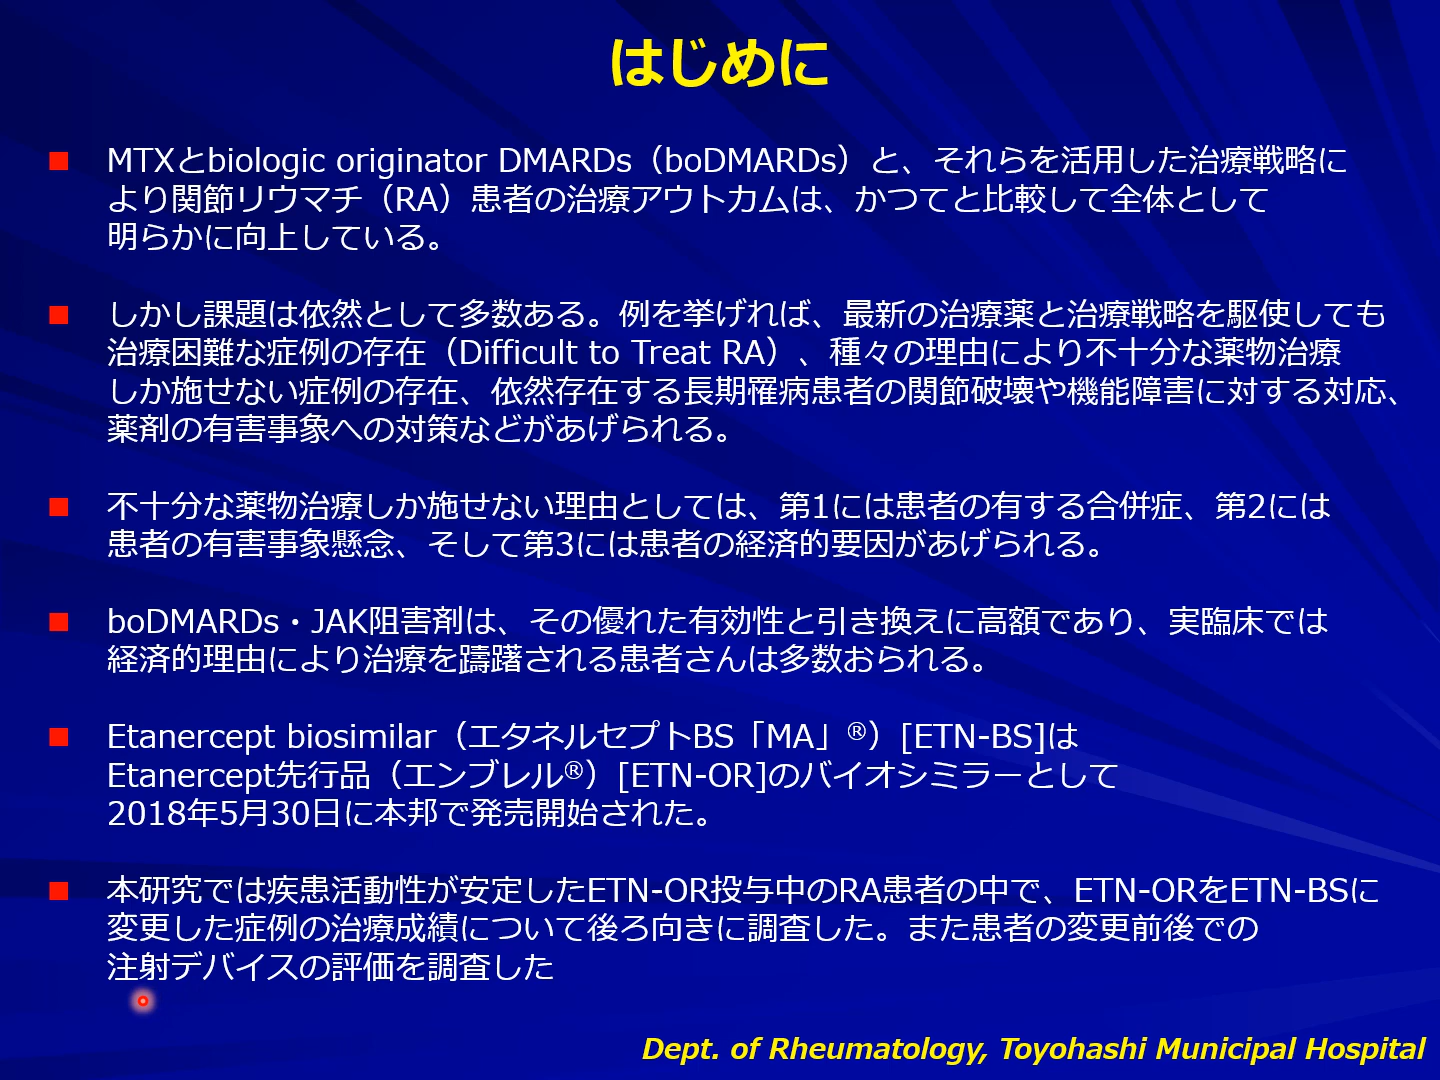 はじめに
MTXとbiologic originator DMARDs（boDMARDs）と、それらを活用した治療戦略に
より関節リウマチ（RA）患者の治療アウトカムは、かつてと比較して全体として
明らかに向上している。
しかし課題は依然として多数ある。例を挙げれば、最新の治療薬と治療戦略を駆使しても
治療困難な症例の存在（Difficult to Treat RA）、種々の理由により不十分な薬物治療
しか施せない症例の存在、依然存在する長期罹病患者の関節破壊や機能障害に対する対応、
薬剤の有害事象への対策などがあげられる。
不十分な薬物治療しか施せない理由としては、第1には患者の有する合併症、第2には
患者の有害事象懸念、そして第3には患者の経済的要因があげられる。
boDMARDs・JAK阻害剤は、その優れた有効性と引き換えに高額であり、実臨床では
経済的理由により治療を躊躇される患者さんは多数おられる。
Etanercept biosimilar（エタネルセプトBS「MA」®）[ETN-BS]は
Etanercept先行品（エンブレル®）[ETN-OR]のバイオシミラーとして
2018年5月30日に本邦で発売開始された。
本研究では疾患活動性が安定したETN-OR投与中のRA患者の中で、ETN-ORをETN-BSに
変更した症例の治療成績について後ろ向きに調査した。また患者の変更前後での
注射デバイスの評価を調査した
Dept. of Rheumatology, Toyohashi Municipal Hospital